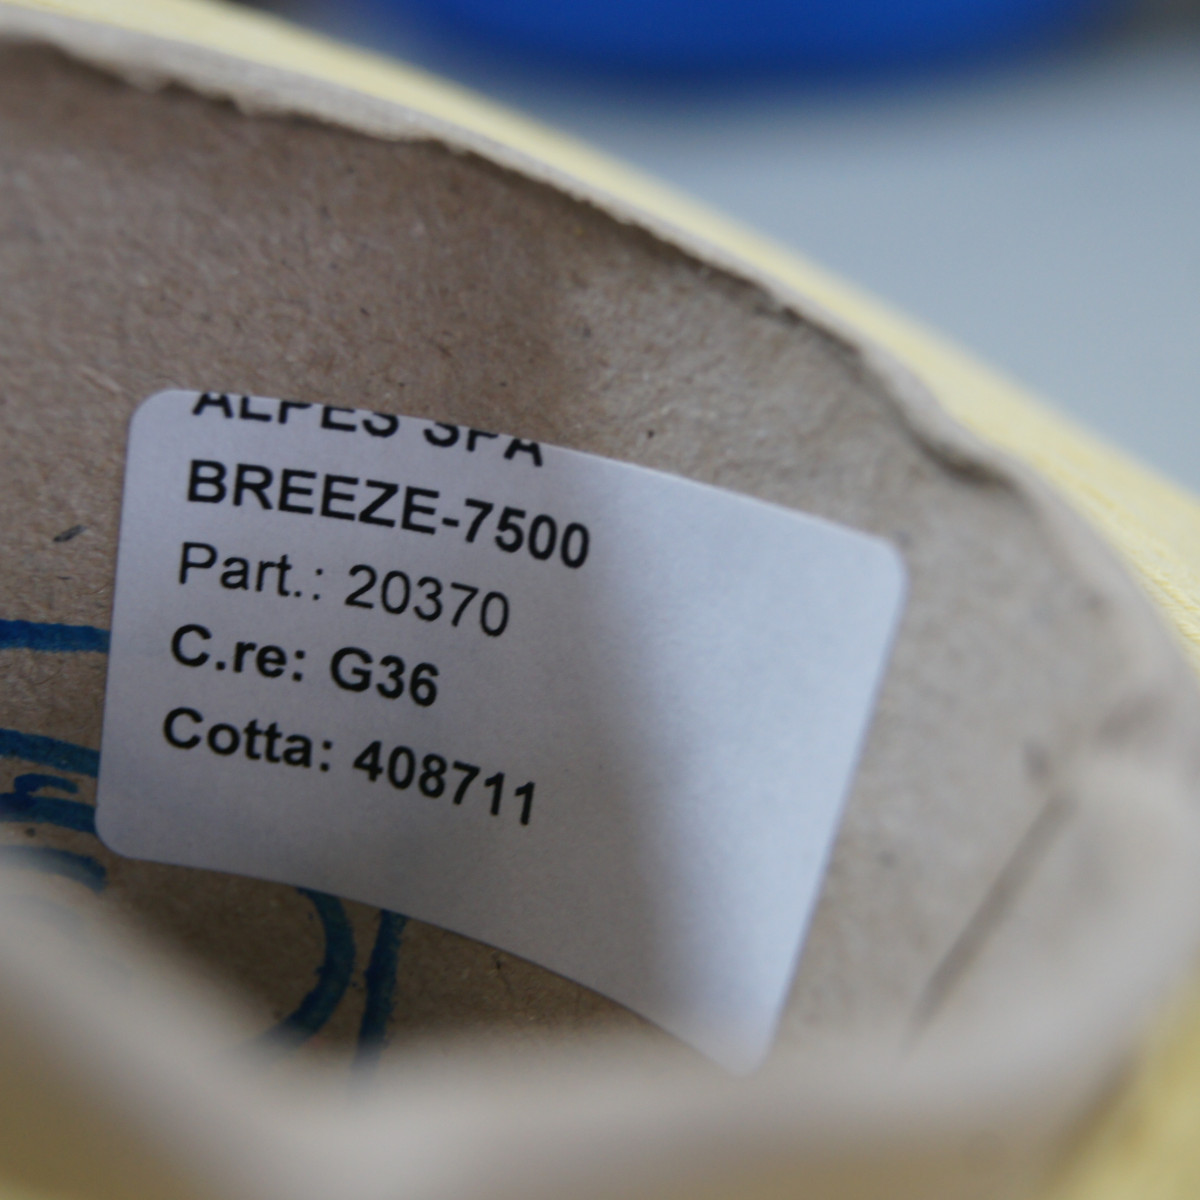 ALPES SPA
BREEZE-7500
Part.: 20370
C.re: G36
Cotta: 408711